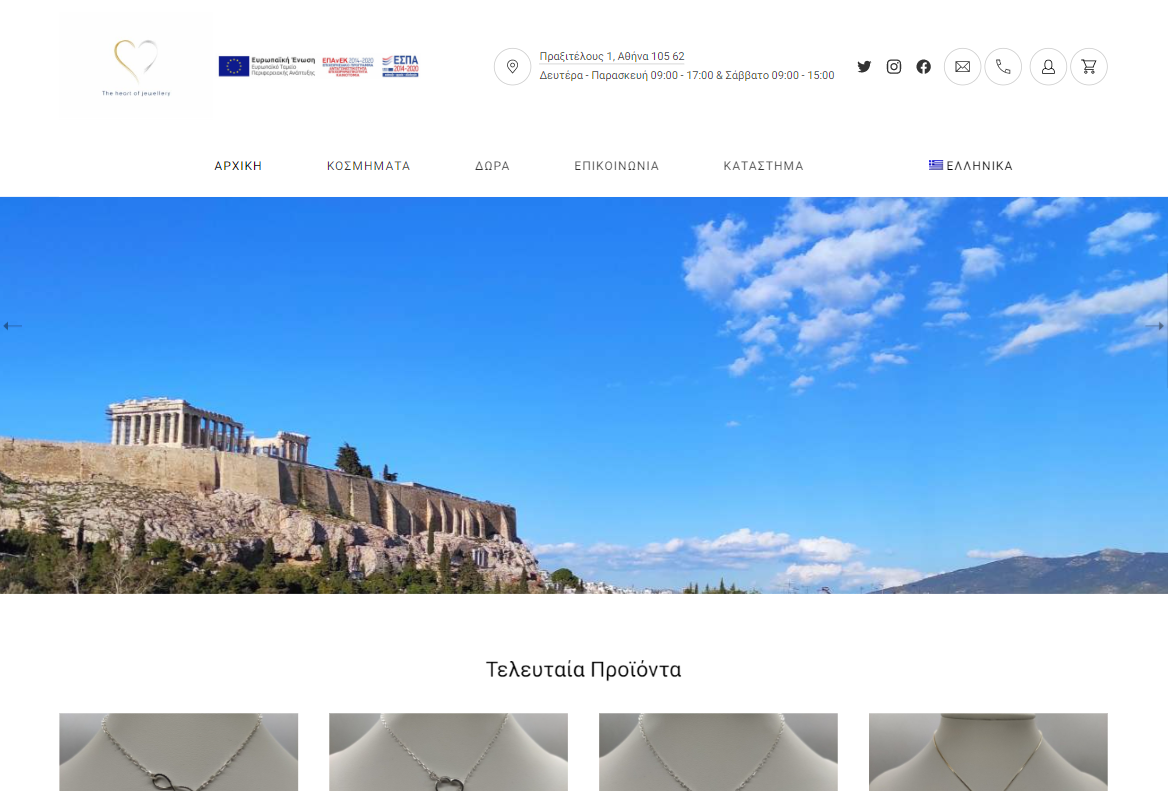 The heart of jewellery
Ευρωπαϊκή Ένωση
Ευρωπαϊκό Ταμείο
Περιφερειακής Ανάπτυξης
ΕΠΑνΕΚ 2014-2020
ΕΣΠΑ
2014-2020
Πραξιτέλους 1, Αθήνα 105 62
Δευτέρα - Παρασκευή 09:00 - 17:00 & Σάββατο 09:00 - 15:00
ΑΡΧΙΚΗ ΚΟΣΜΗΜΑΤΑ ΔΩΡΑ ΕΠΙΚΟΙΝΩΝΙΑ ΚΑΤΑΣΤΗΜΑ ΕΛΛΗΝΙΚΑ
Τελευταία Προϊόντα